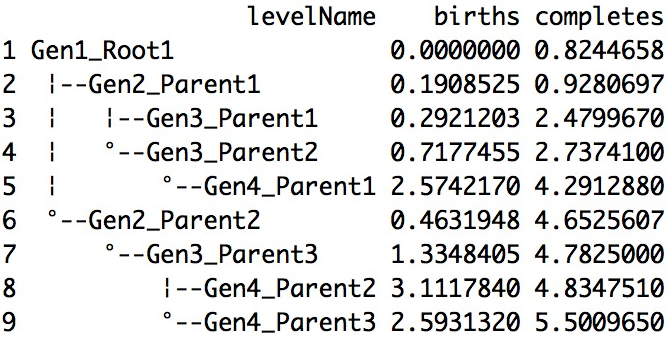 levelName    births completes
1 Gen1_Root1               0.0000000 0.8244658
2  ¦--Gen2_Parent1         0.1908525 0.9280697
3  ¦   ¦--Gen3_Parent1     0.2921203 2.4799670
4  ¦   °--Gen3_Parent2     0.7177455 2.7374100
5  ¦       °--Gen4_Parent1 2.5742170 4.2912880
6  °--Gen2_Parent2         0.4631948 4.6525607
7      °--Gen3_Parent3     1.3348405 4.7825000
8          ¦--Gen4_Parent2 3.1117840 4.8347510
9          °--Gen4_Parent3 2.5931320 5.5009650